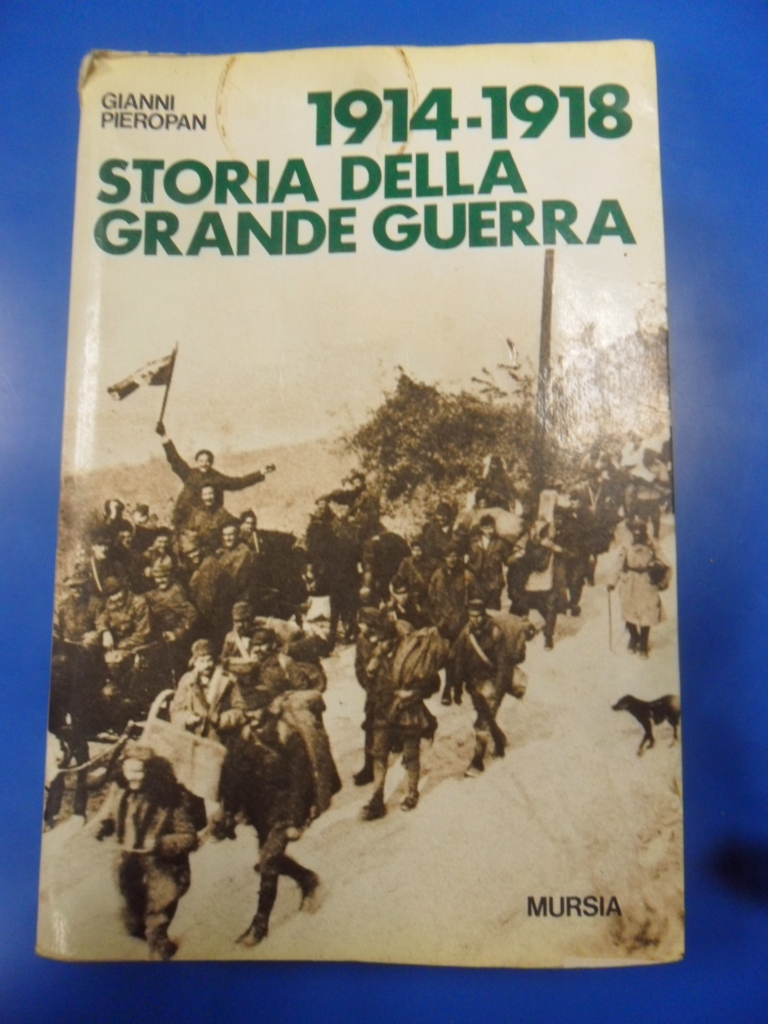 GIANNI
PIEROPAN
1914-1918
STORIA DELLA
GRANDE GUERRA
MURSIA